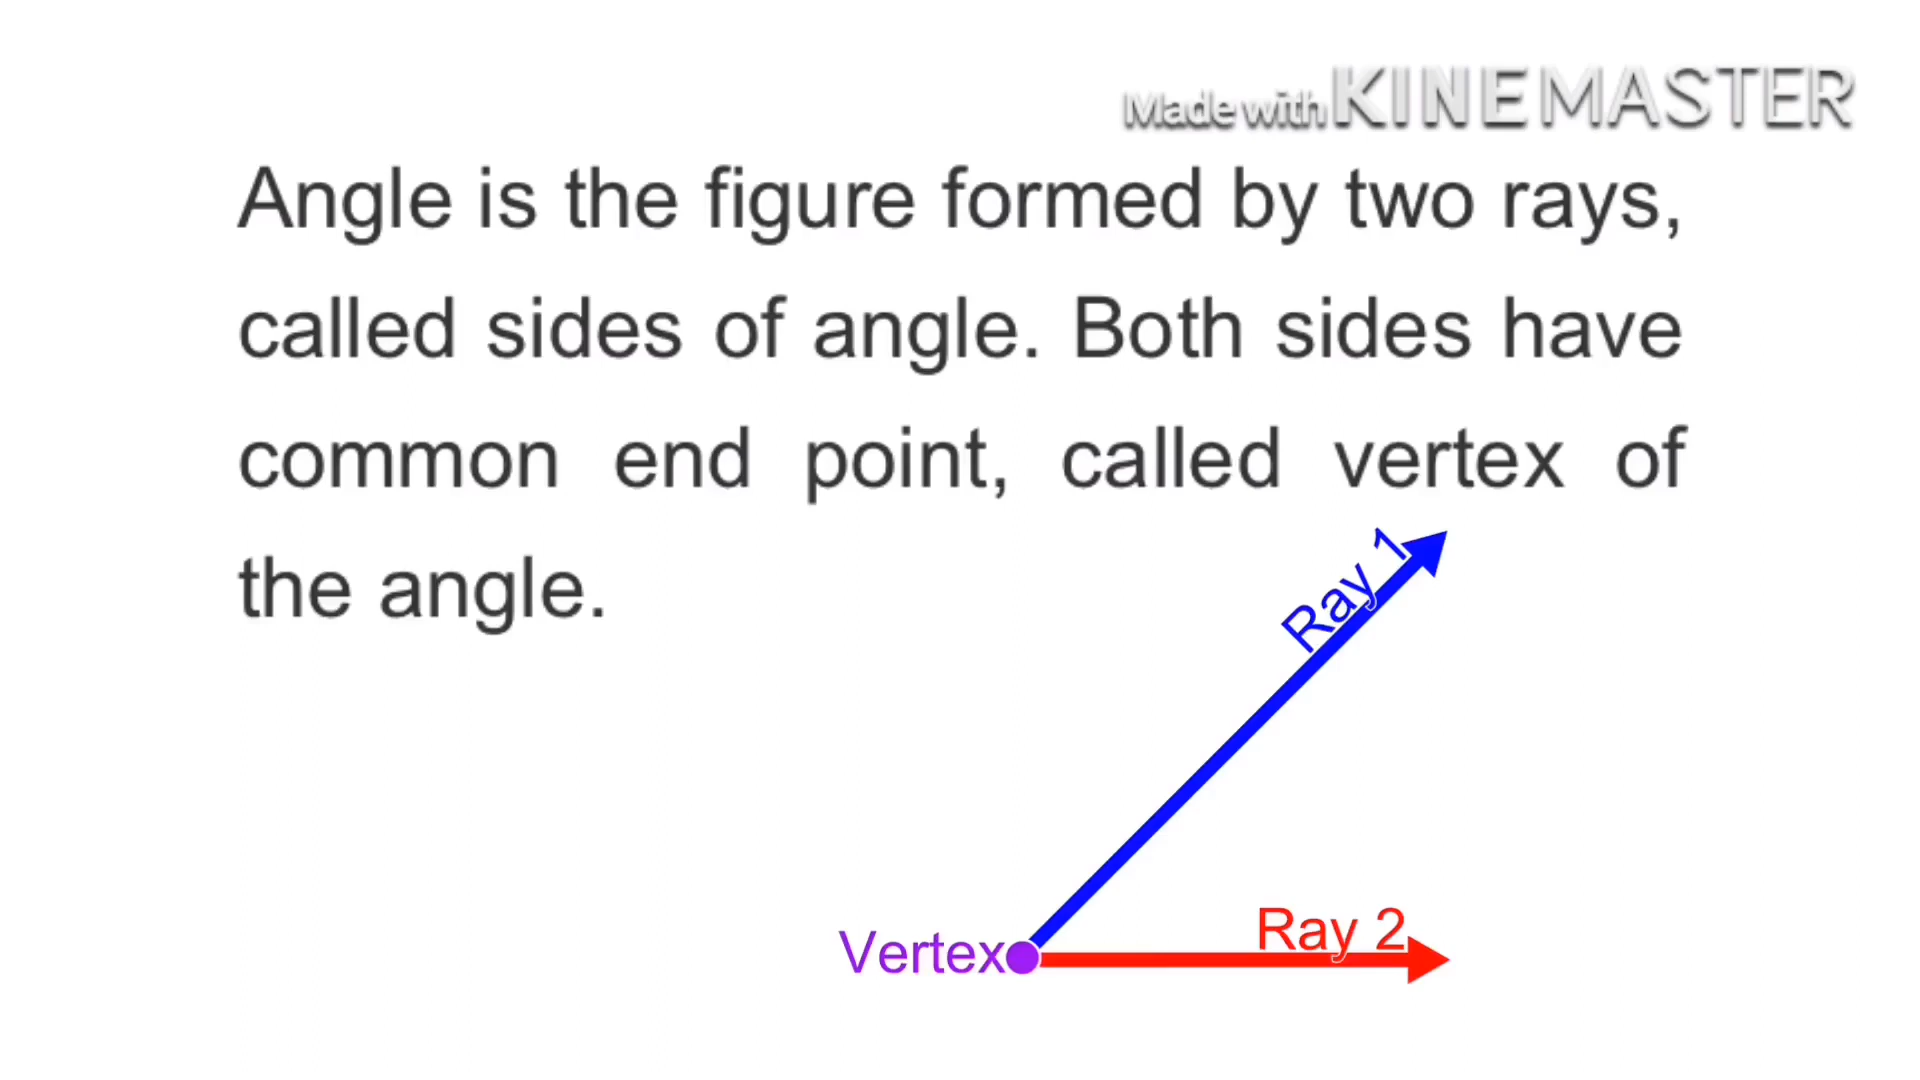 Made with KINEMASTER
Angle is the figure formed by two rays,
called sides of angle. Both sides have
common end point, called vertex of
the angle.
Ray 1
Ray 2
Vertex